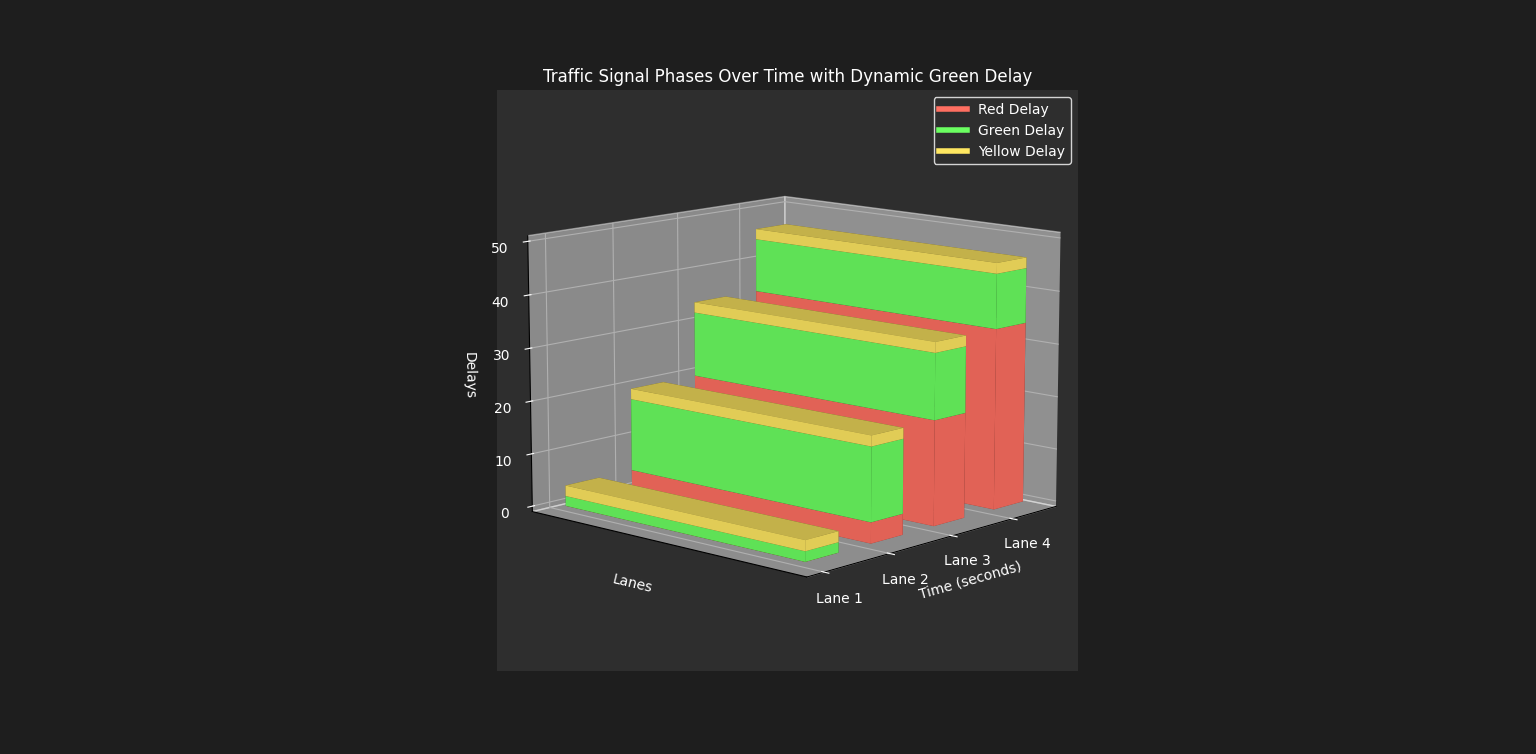 Traffic Signal Phases Over Time with Dynamic Green Delay
Red Delay
Green Delay
Yellow Delay
50
40
30
20
10
0
Delays
Lanes
Lane 1
Lane 2
Lane 3
Lane 4
Time (seconds)